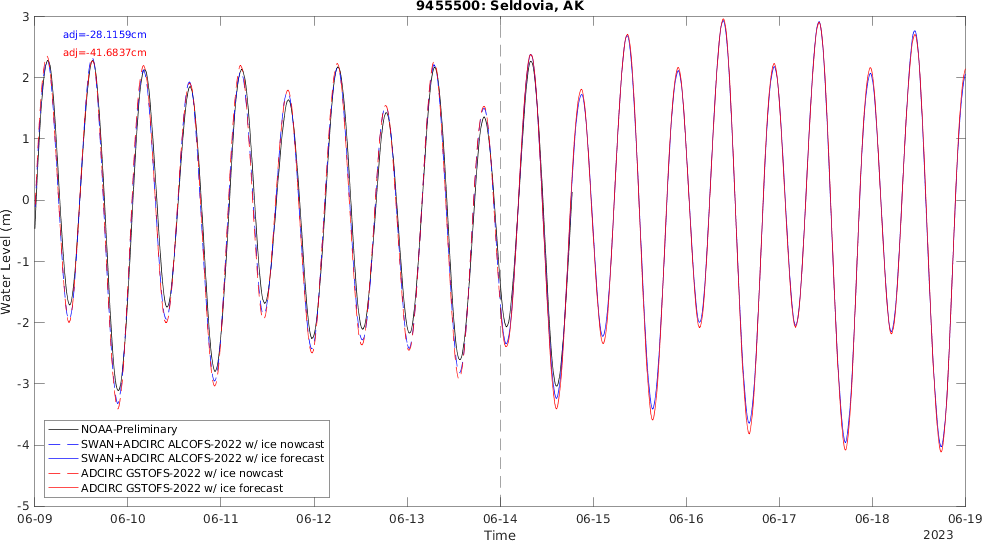 9455500: Seldovia, AK
adj=-28.1159cm
adj=-41.6837cm
3
2
1
0
-1
-2
-3
-4
-5
Water Level (m)
NOAA-Preliminary
SWAN+ADCIRC ALCOFS-2022 w/ ice nowcast
SWAN+ADCIRC ALCOFS-2022 w/ ice forecast
ADCIRC GSTOFS-2022 w/ ice nowcast
ADCIRC GSTOFS-2022 w/ ice forecast
06-09 06-10 06-11 06-12 06-13 06-14 06-15 06-16 06-17 06-18 06-19
Time
2023